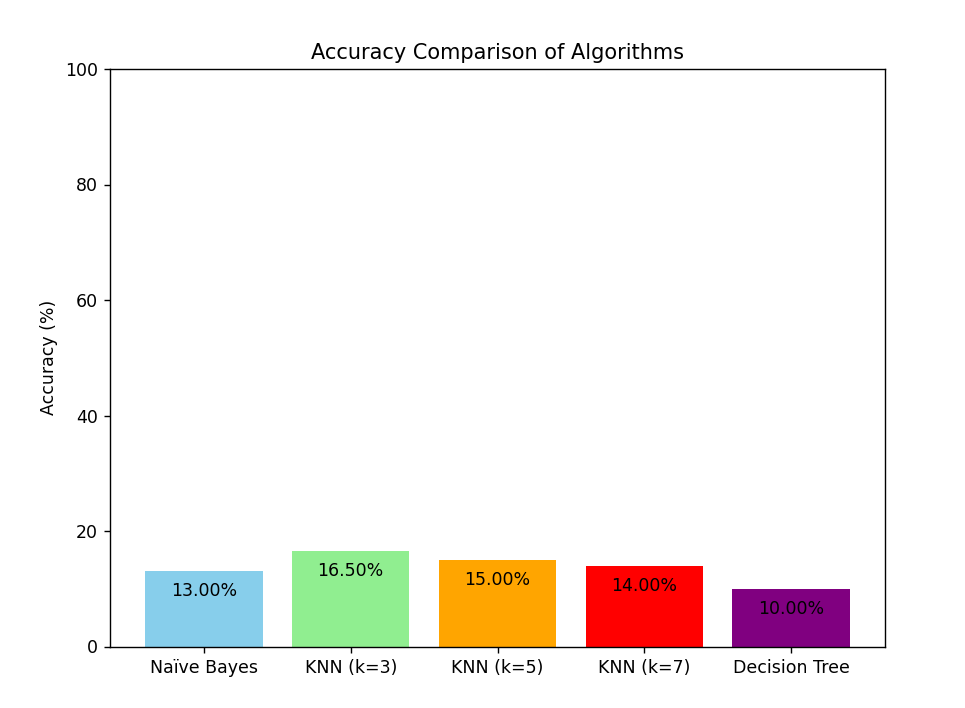 Accuracy Comparison of Algorithms
100
80
60
40
20
0
Accuracy (%)
13.00%
16.50%
15.00%
14.00%
10.00%
Naïve Bayes
KNN (k=3)
KNN (k=5)
KNN (k=7)
Decision Tree